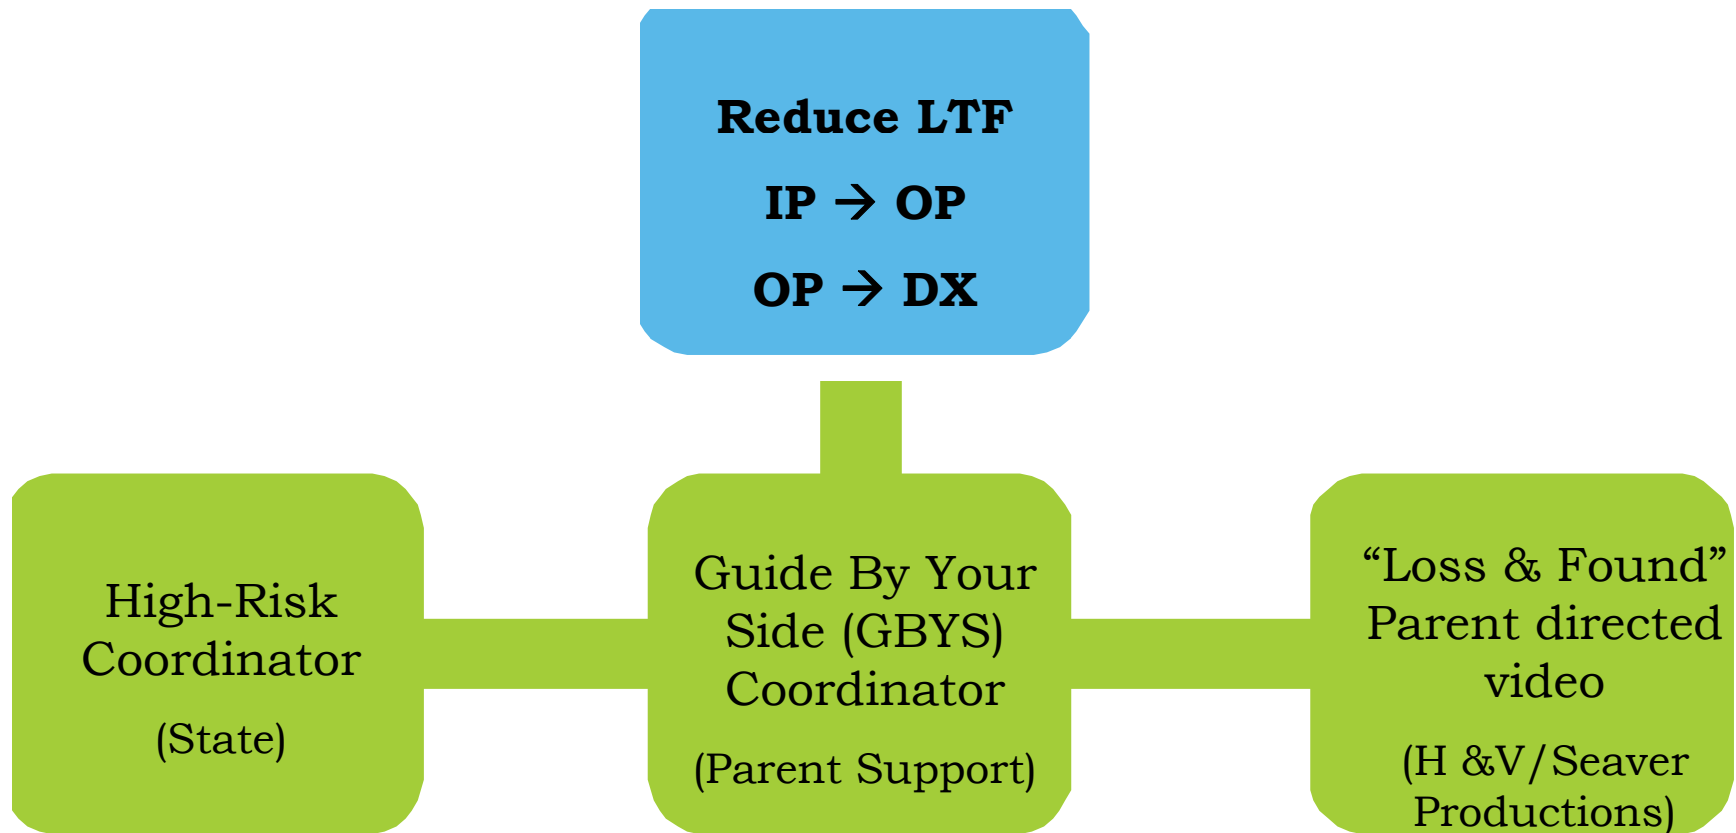 Reduce LTF
IP → OP
OP → DX
High-Risk
Coordinator
(State)
Guide By Your
Side (GBYS)
Coordinator
(Parent Support)
“Loss & Found”
Parent directed
video
(H &V/Seaver
Productions)